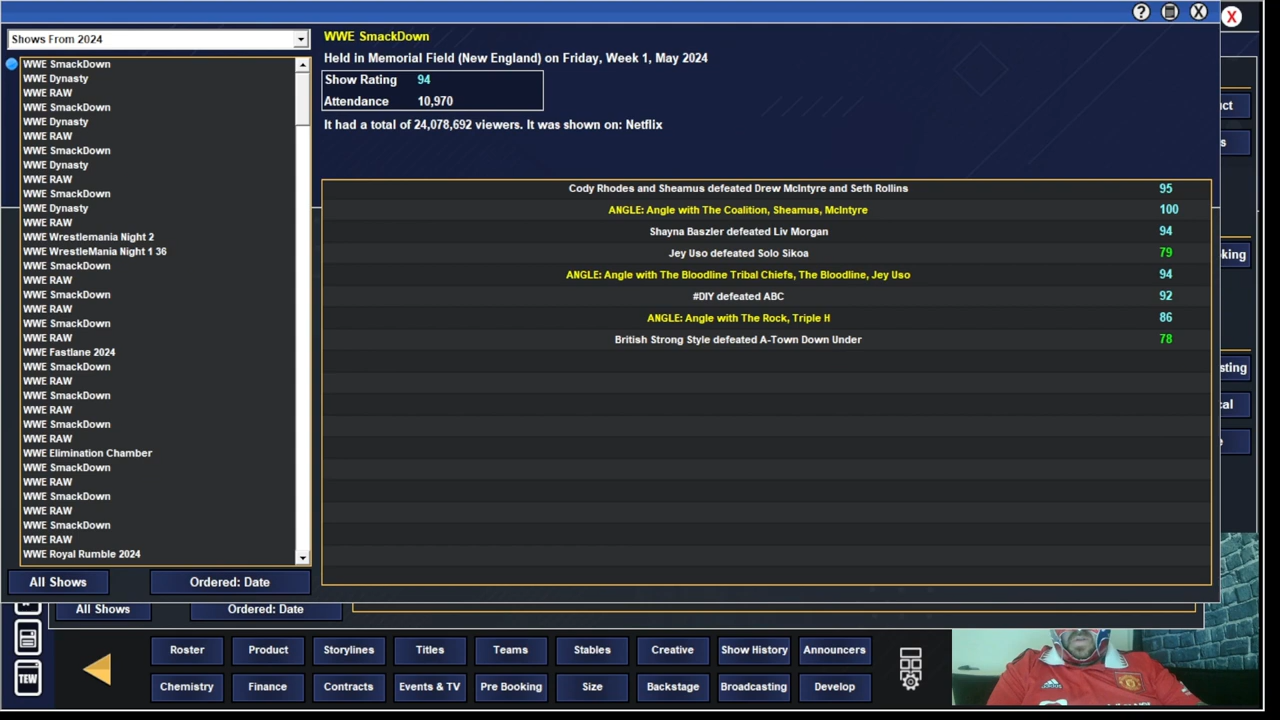 Shows From 2024
WWE SmackDown
WWE Dynasty
WWE RAW
WWE SmackDown
WWE Dynasty
WWE RAW
WWE SmackDown
WWE Dynasty
WWE RAW
WWE SmackDown
WWE Dynasty
WWE RAW
WWE Wrestlemania Night 2
WWE WrestleMania Night 1 36
WWE SmackDown
WWE RAW
WWE SmackDown
WWE RAW
WWE SmackDown
WWE RAW
WWE Fastlane 2024
WWE SmackDown
WWE RAW
WWE SmackDown
WWE RAW
WWE SmackDown
WWE RAW
WWE Elimination Chamber
WWE SmackDown
WWE RAW
WWE SmackDown
WWE RAW
WWE SmackDown
WWE RAW
WWE Royal Rumble 2024
All Shows
Ordered: Date
? X
X
WWE SmackDown
Held in Memorial Field (New England) on Friday, Week 1, May 2024
Show Rating 94
Attendance 10,970
It had a total of 24,078,692 viewers. It was shown on: Netflix
Cody Rhodes and Sheamus defeated Drew McIntyre and Seth Rollins 95
ANGLE: Angle with The Coalition, Sheamus, McIntyre 100
Shayna Baszler defeated Liv Morgan 94
Jey Uso defeated Solo Sikoa 79
ANGLE: Angle with The Bloodline Tribal Chiefs, The Bloodline, Jey Uso 94
#DIY defeated ABC 92
ANGLE: Angle with The Rock, Triple H 86
British Strong Style defeated A-Town Down Under 78
ct
s
king
sting
cal
e
All Shows
Ordered: Date
TEW
Roster Product Storylines Titles Teams Stables Creative Show History Announcers
Chemistry Finance Contracts Events & TV Pre Booking Size Backstage Broadcasting Develop
adidas